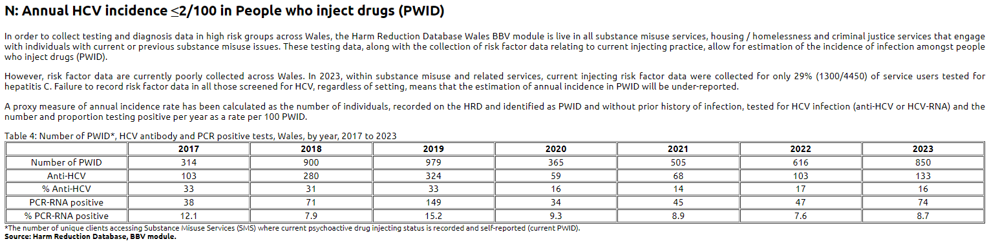 N: Annual HCV incidence ≤2/100 in People who inject drugs (PWID)
In order to collect testing and diagnosis data in high risk groups across Wales, the Harm Reduction Database Wales BBV module is live in all substance misuse services, housing / homelessness and criminal justice services that engage
with individuals with current or previous substance misuse issues. These testing data, along with the collection of risk factor data relating to current injecting practice, allow for estimation of the incidence of infection amongst people
who inject drugs (PWID).
However, risk factor data are currently poorly collected across Wales. In 2023, within substance misuse and related services, current injecting risk factor data were collected for only 29% (1300/4450) of service users tested for
hepatitis C. Failure to record risk factor data in all those screened for HCV, regardless of setting, means that the estimation of annual incidence in PWID will be under-reported.
A proxy measure of annual incidence rate has been calculated as the number of individuals, recorded on the HRD and identified as PWID and without prior history of infection, tested for HCV infection (anti-HCV or HCV-RNA) and the
number and proportion testing positive per year as a rate per 100 PWID.
Table 4: Number of PWID*, HCV antibody and PCR positive tests, Wales, by year, 2017 to 2023
2017 2018 2019 2020 2021 2022 2023
Number of PWID 314 900 979 365 505 616 850
Anti-HCV 103 280 324 59 68 103 133
% Anti-HCV 33 31 33 16 14 17 16
PCR-RNA positive 38 71 149 34 45 47 74
% PCR-RNA positive 12.1 7.9 15.2 9.3 8.9 7.6 8.7
*The number of unique clients accessing Substance Misuse Services (SMS) where current psychoactive drug injecting status is recorded and self-reported (current PWID).
Source: Harm Reduction Database, BBV module.